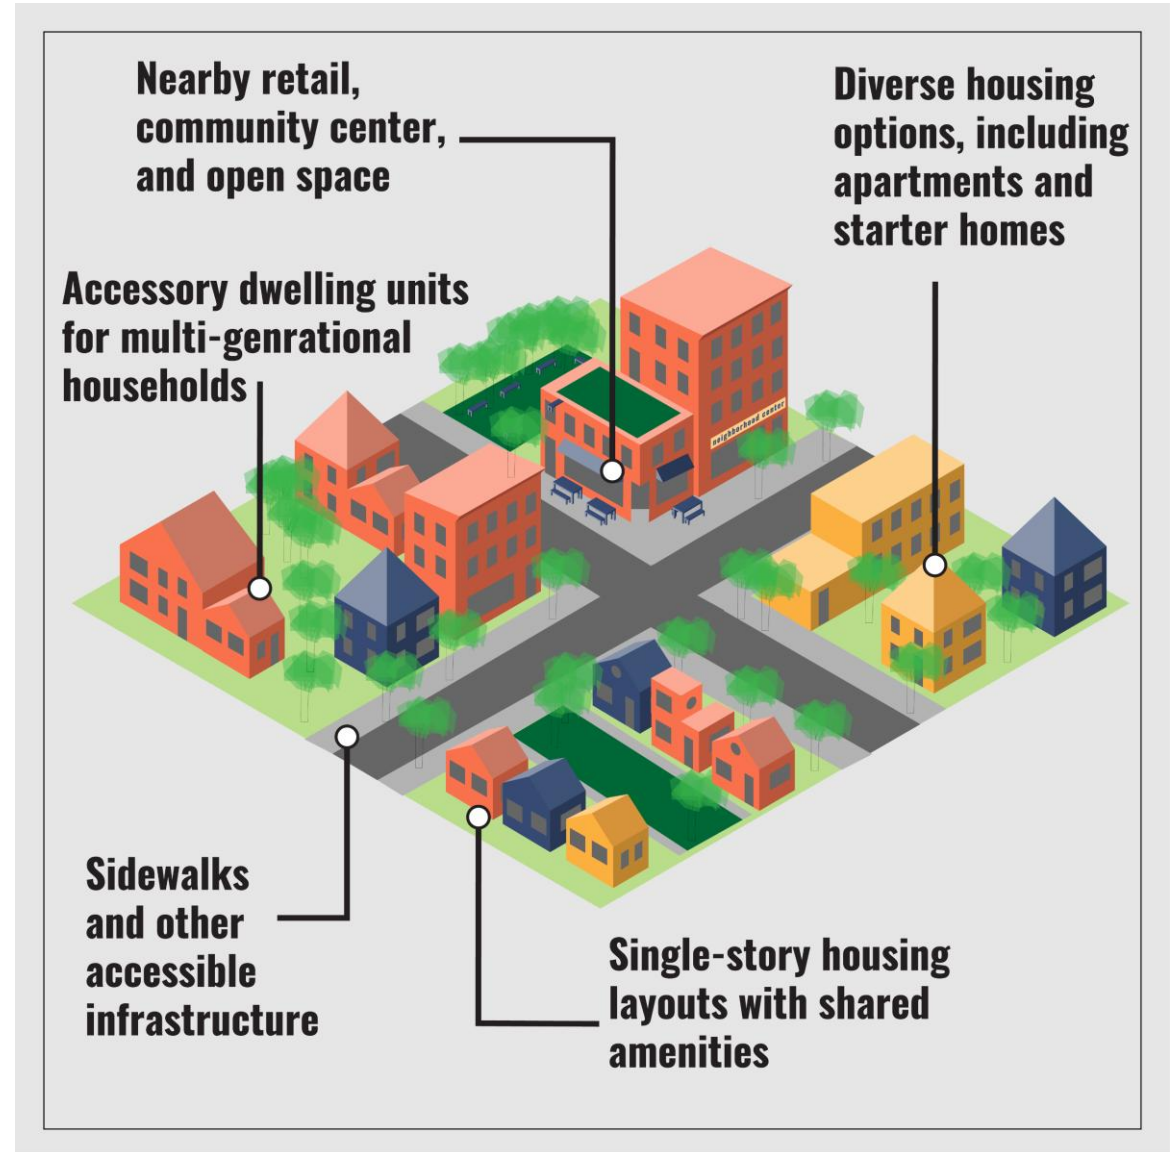 Nearby retail,
community center,
and open space
Diverse housing
options, including
apartments and
starter homes
Accessory dwelling units
for multi-genrational
households
neighborhood center
Sidewalks
and other
accessible
infrastructure
Single-story housing
layouts with shared
amenities